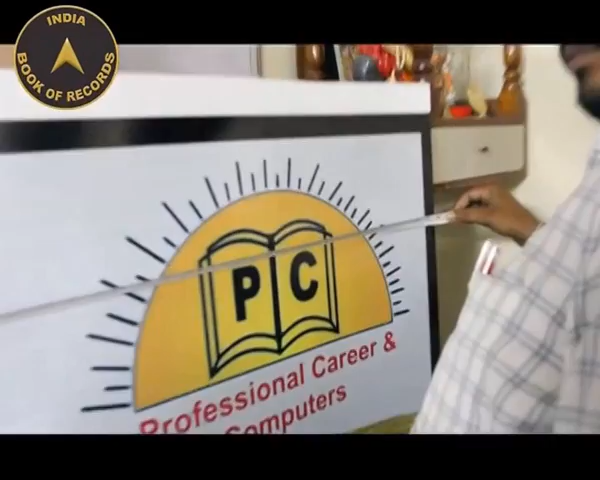 INDIA
BOOK OF RECORDS
P C
Professional Career &
Computers